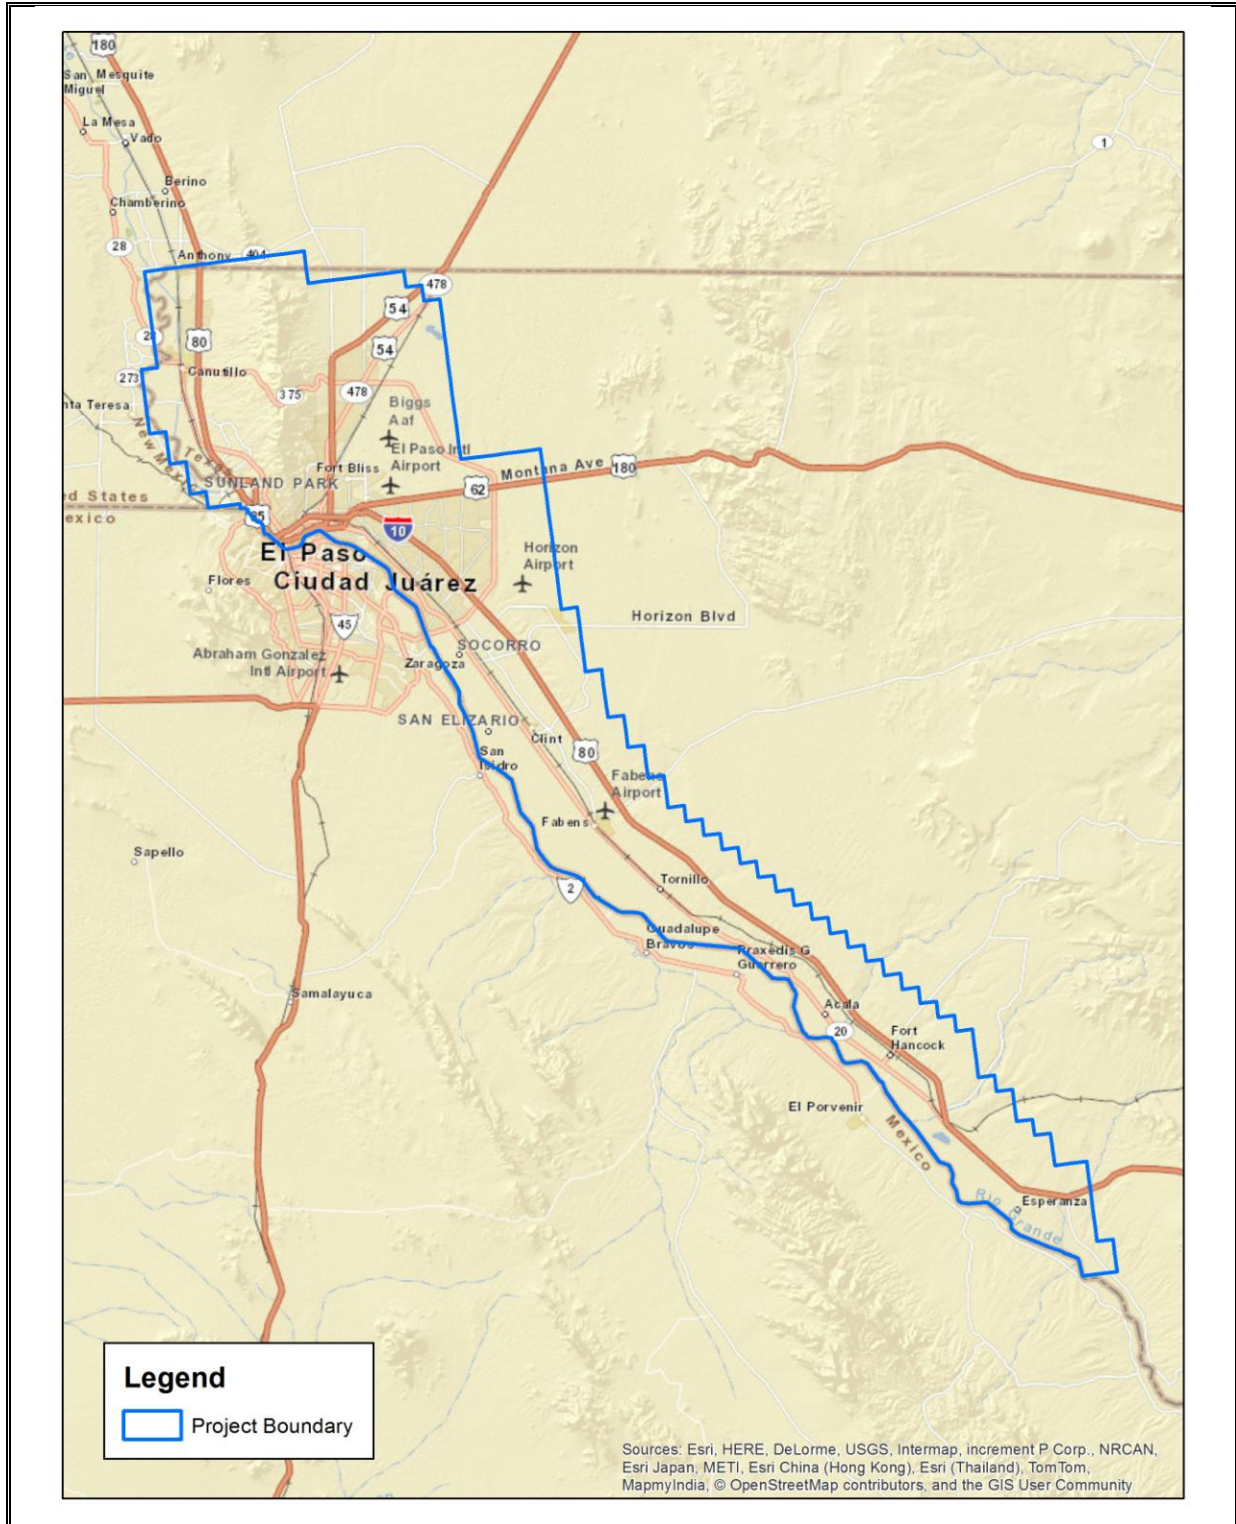 180
San Mesquite
Miguel
La Mesa
Vado
1
Berino
Chamberino
28
Anthony
404
478
54
28
80
54
Canutillo
273
375
478
Biggs
Aaf
nta Teresa
New Mexico
Texas
El Paso Intl
Airport
Fort Bliss
Montana Ave
180
SUNLAND PARK
62
ed States
exico
85
10
El Paso
Horizon
Airport
Ciudad Juárez
Flores
Horizon Blvd
45
SOCORRO
Abraham Gonzalez
Intl Airport
Zaragoza
SAN ELIZARIO
Clint
80
San
Isidro
Fabens
Airport
Fabens
Sapello
Tornillo
2
Guadalupe
Bravos
Praxedis G
Guerrero
Samalayuca
Acala
20
Fort
Hancock
El Porvenir
Mexico
Rio Grande
Esperanza
Legend
Project Boundary
Sources: Esri, HERE, DeLorme, USGS, Intermap, increment P Corp., NRCAN,
Esri Japan, METI, Esri China (Hong Kong), Esri (Thailand), TomTom,
MapmyIndia, © OpenStreetMap contributors, and the GIS User Community